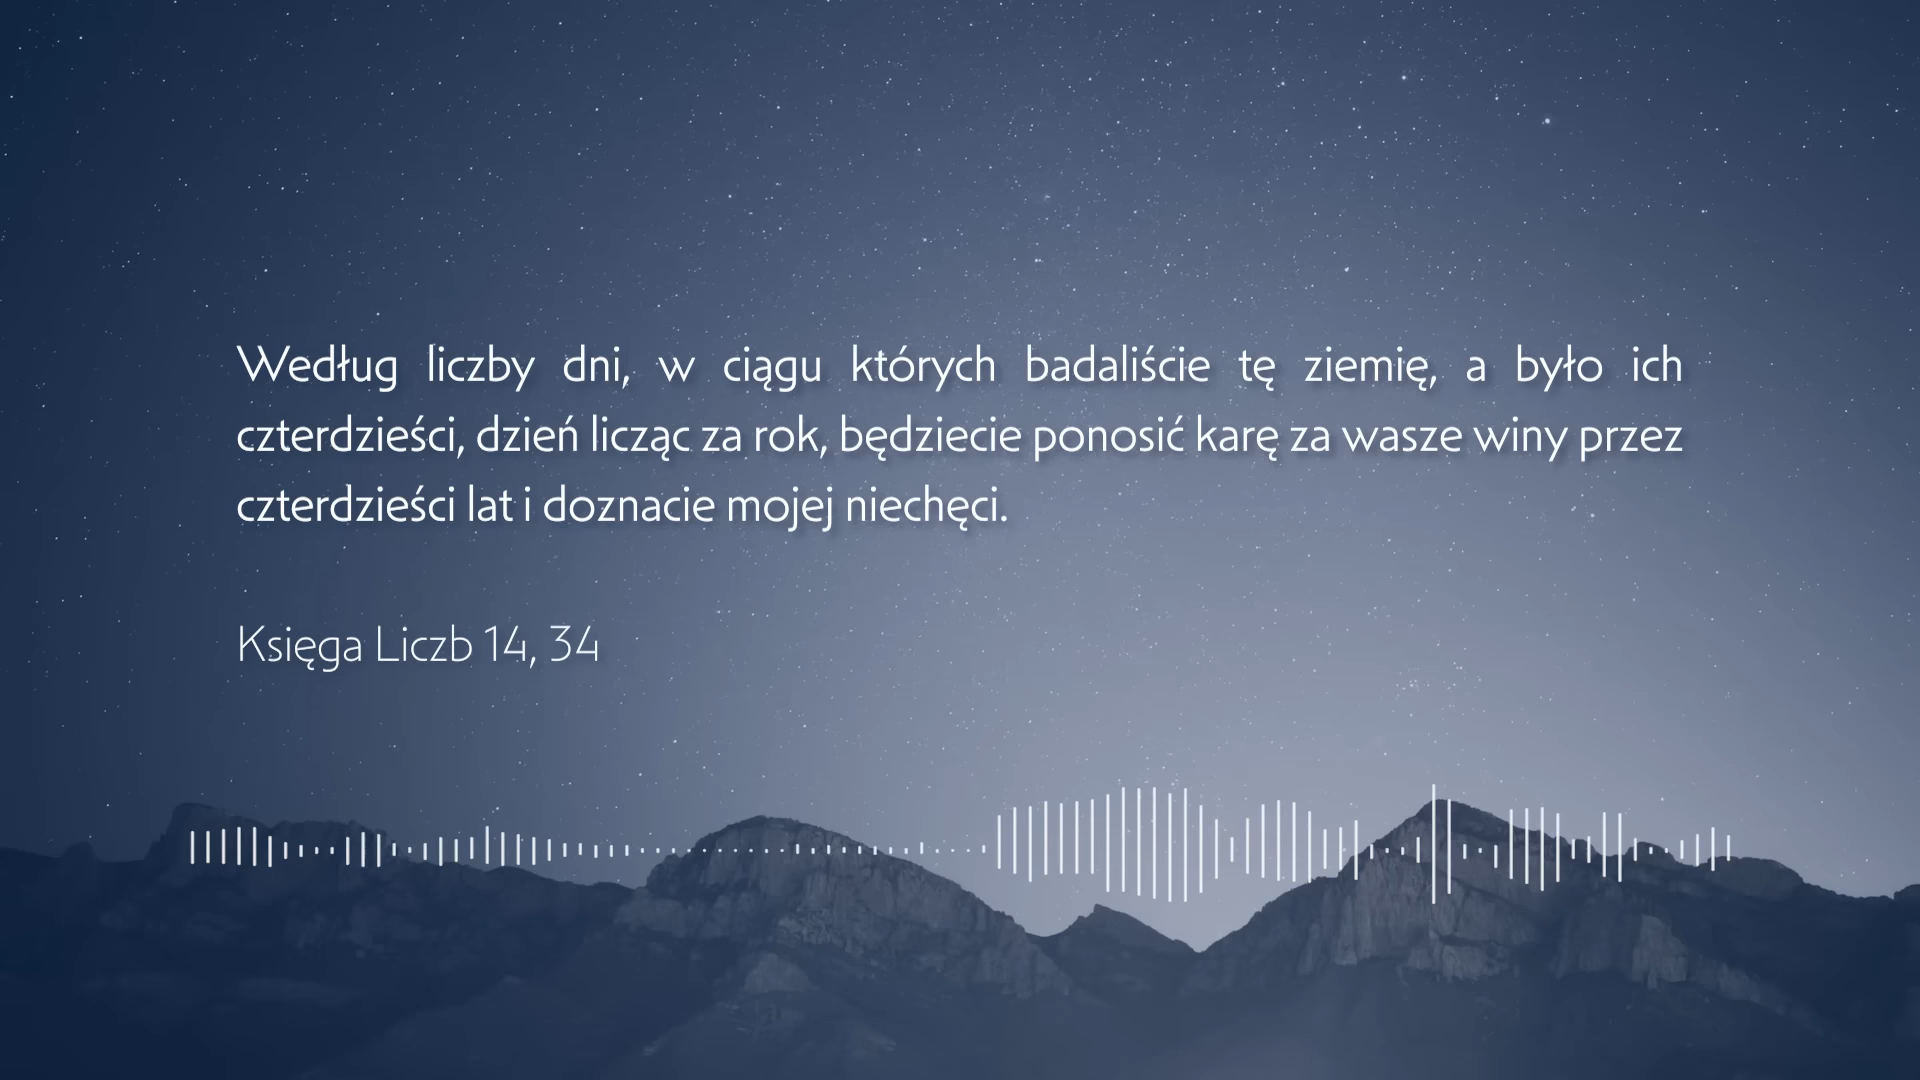 Według liczby dni, w ciągu których badaliście tę ziemię, a było ich
czterdzieści, dzień licząc za rok, będziecie ponosić karę za wasze winy przez
czterdzieści lat i doznacie mojej niechęci.
Księga Liczb 14, 34